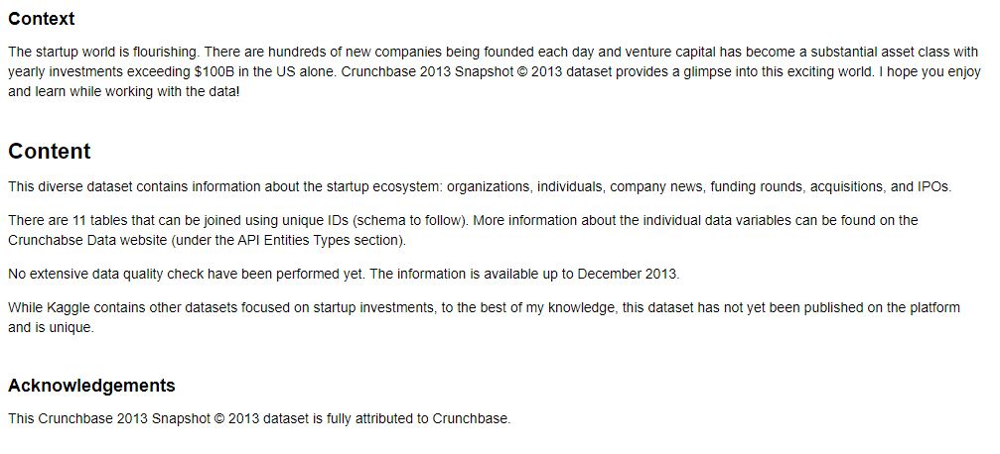 Context
The startup world is flourishing. There are hundreds of new companies being founded each day and venture capital has become a substantial asset class with
yearly investments exceeding $100B in the US alone. Crunchbase 2013 Snapshot © 2013 dataset provides a glimpse into this exciting world. I hope you enjoy
and learn while working with the data!
Content
This diverse dataset contains information about the startup ecosystem: organizations, individuals, company news, funding rounds, acquisitions, and IPOs.
There are 11 tables that can be joined using unique IDs (schema to follow). More information about the individual data variables can be found on the
Crunchabse Data website (under the API Entities Types section).
No extensive data quality check have been performed yet. The information is available up to December 2013.
While Kaggle contains other datasets focused on startup investments, to the best of my knowledge, this dataset has not yet been published on the platform
and is unique.
Acknowledgements
This Crunchbase 2013 Snapshot © 2013 dataset is fully attributed to Crunchbase.